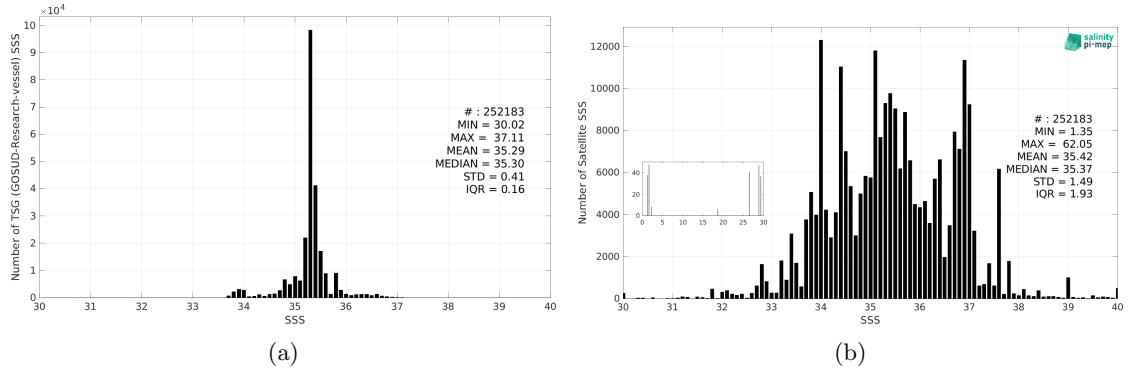 ×10⁴
10
9
8
7
6
5
4
3
2
1
0
Number of TSG (GOSUD-Research-vessel) SSS
# : 252183
MIN = 30.02
MAX = 37.11
MEAN = 35.29
MEDIAN = 35.30
STD = 0.41
IQR = 0.16
30 31 32 33 34 35 36 37 38 39 40
SSS
(a)
12000
10000
8000
6000
4000
2000
0
Number of Satellite SSS
salinity
pi-mep
# : 252183
MIN = 1.35
MAX = 62.05
MEAN = 35.42
MEDIAN = 35.37
STD = 1.49
IQR = 1.93
40
20
0
0 5 10 15 20 25 30
30 31 32 33 34 35 36 37 38 39 40
SSS
(b)